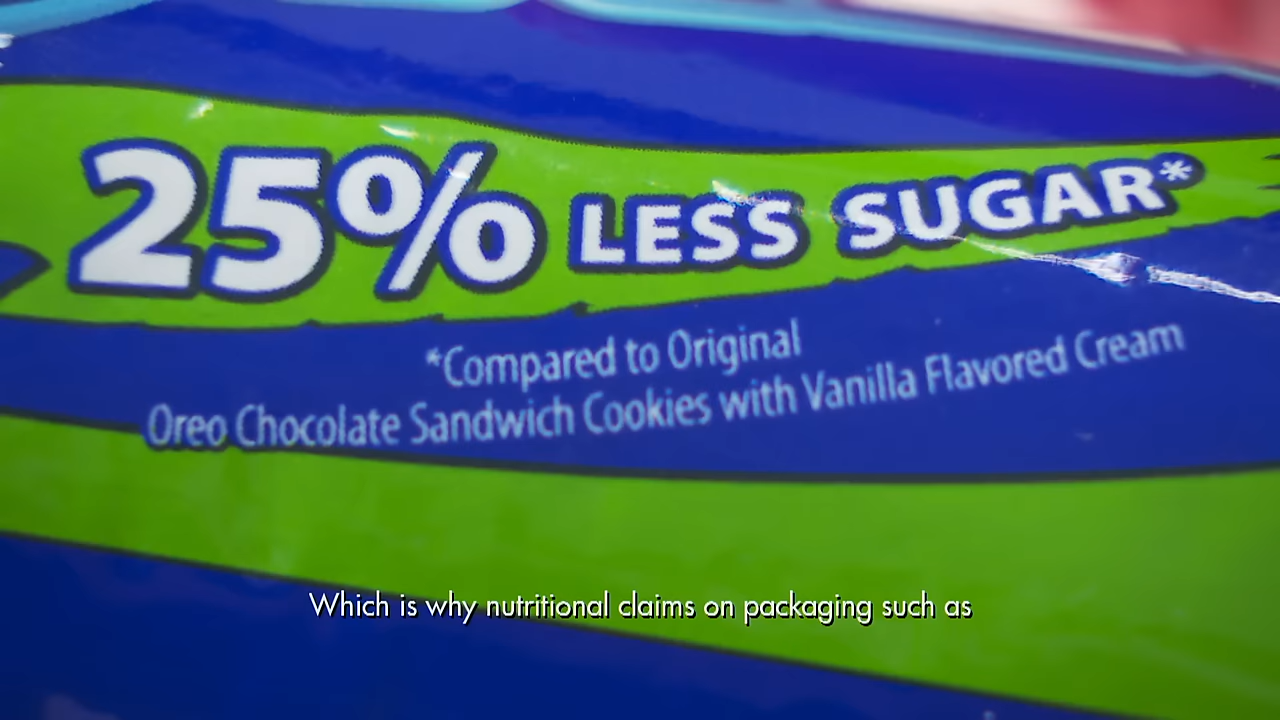 25% LESS SUGAR*
*Compared to Original
Oreo Chocolate Sandwich Cookies with Vanilla Flavored Cream
Which is why nutritional claims on packaging such as